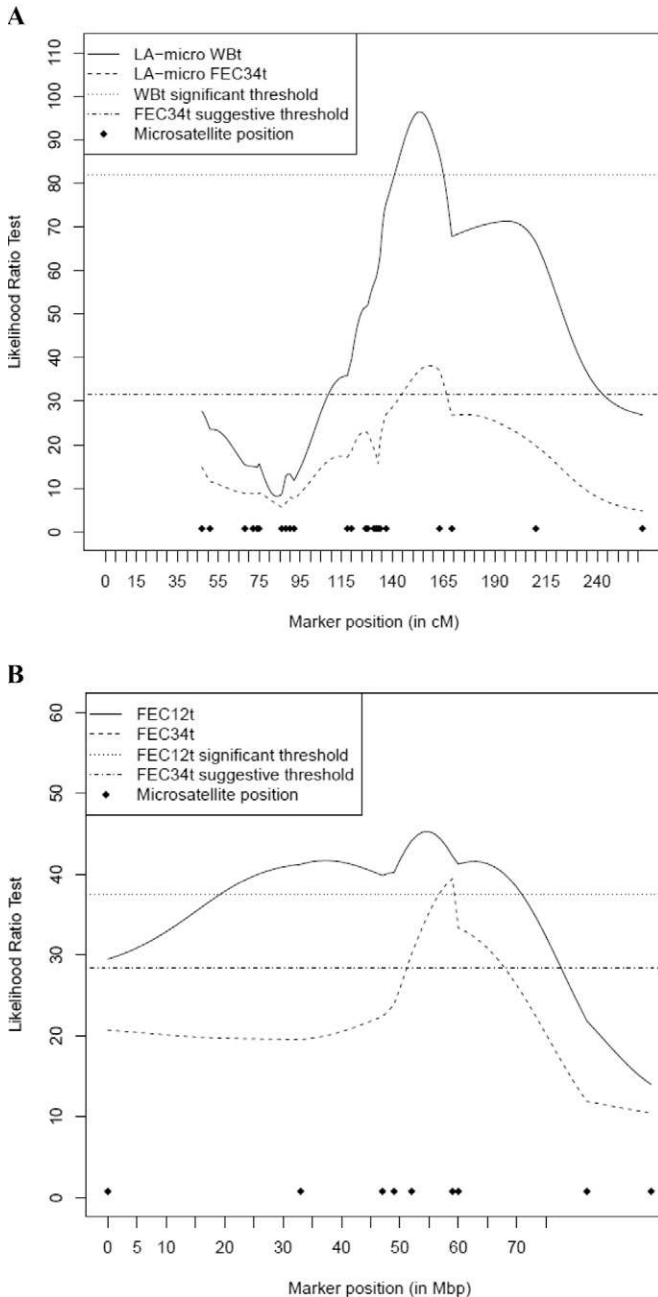 A
LA-micro WBt
LA-micro FEC34t
WBt significant threshold
FEC34t suggestive threshold
Microsatellite position
Likelihood Ratio Test
110
100
90
80
70
60
50
40
30
20
10
0
0 15 35 55 75 95 115 140 165 190 215 240
Marker position (in cM)
B
FEC12t
FEC34t
FEC12t significant threshold
FEC34t suggestive threshold
Microsatellite position
Likelihood Ratio Test
60
50
40
30
20
10
0
0 5 10 20 30 40 50 60 70
Marker position (in Mbp)